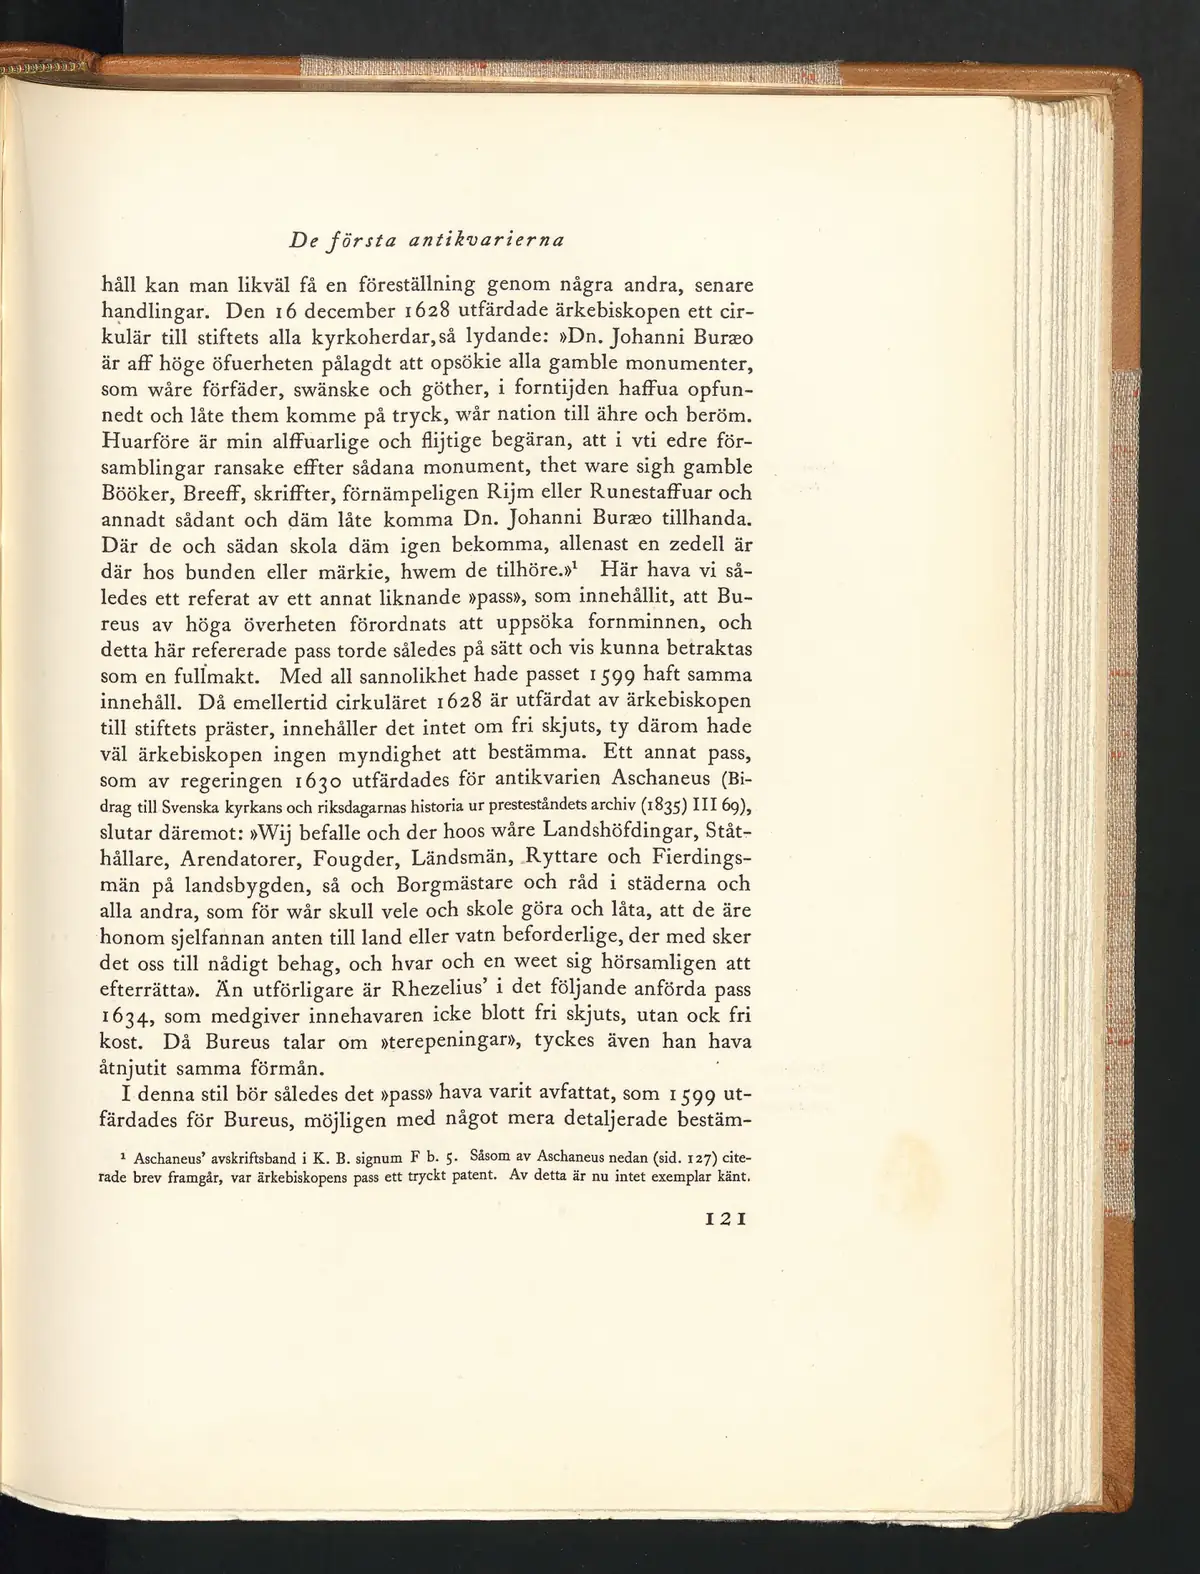 De första antikvarierna
håll kan man likväl få en föreställning genom några andra, senare
handlingar. Den 16 december 1628 utfärdade ärkebiskopen ett cir-
kulär till stiftets alla kyrkoherdar, så lydande: »Dn. Johanni Buræo
är aff höge öfuerheten pålagdt att opsökie alla gamble monumenter,
som wåre förfäder, swänske och göther, i forntijden haffua opfun-
nedt och låte them komme på tryck, wår nation till ähre och beröm.
Huarföre är min alffuarlige och flijtige begäran, att i vti edre för-
samblingar ransake effter sådana monument, thet ware sigh gamble
Bööker, Breeff, skriffter, förnämpeligen Rijm eller Runestaffuar och
annadt sådant och däm låte komma Dn. Johanni Buræo tillhanda.
Där de och sädan skola däm igen bekomma, allenast en zedell är
där hos bunden eller märkie, hwem de tilhöre.»¹ Här hava vi så-
ledes ett referat av ett annat liknande »pass», som innehållit, att Bu-
reus av höga överheten förordnats att uppsöka fornminnen, och
detta här refererade pass torde således på sätt och vis kunna betraktas
som en fullmakt. Med all sannolikhet hade passet 1599 haft samma
innehåll. Då emellertid cirkuläret 1628 är utfärdat av ärkebiskopen
till stiftets präster, innehåller det intet om fri skjuts, ty därom hade
väl ärkebiskopen ingen myndighet att bestämma. Ett annat pass,
som av regeringen 1630 utfärdades för antikvarien Aschaneus (Bi-
drag till Svenska kyrkans och riksdagarnas historia ur presteståndets archiv (1835) III 69),
slutar däremot: »Wij befalle och der hoos wåre Landshöfdingar, Ståt-
hållare, Arendatorer, Fougder, Ländsmän, Ryttare och Fierdings-
män på landsbygden, så och Borgmästare och råd i städerna och
alla andra, som för wår skull vele och skole göra och låta, att de äre
honom sjelfannan anten till land eller vatn beforderlige, der med sker
det oss till nådigt behag, och hvar och en weet sig hörsamligen att
efterrätta». Än utförligare är Rhezelius' i det följande anförda pass
1634, som medgiver innehavaren icke blott fri skjuts, utan ock fri
kost. Då Bureus talar om »terepeningar», tyckes även han hava
åtnjutit samma förmån.
I denna stil bör således det »pass» hava varit avfattat, som 1599 ut-
färdades för Bureus, möjligen med något mera detaljerade bestäm-
¹ Aschaneus' avskriftsband i K. B. signum F b. 5. Såsom av Aschaneus nedan (sid. 127) cite-
rade brev framgår, var ärkebiskopens pass ett tryckt patent. Av detta är nu intet exemplar känt.
121